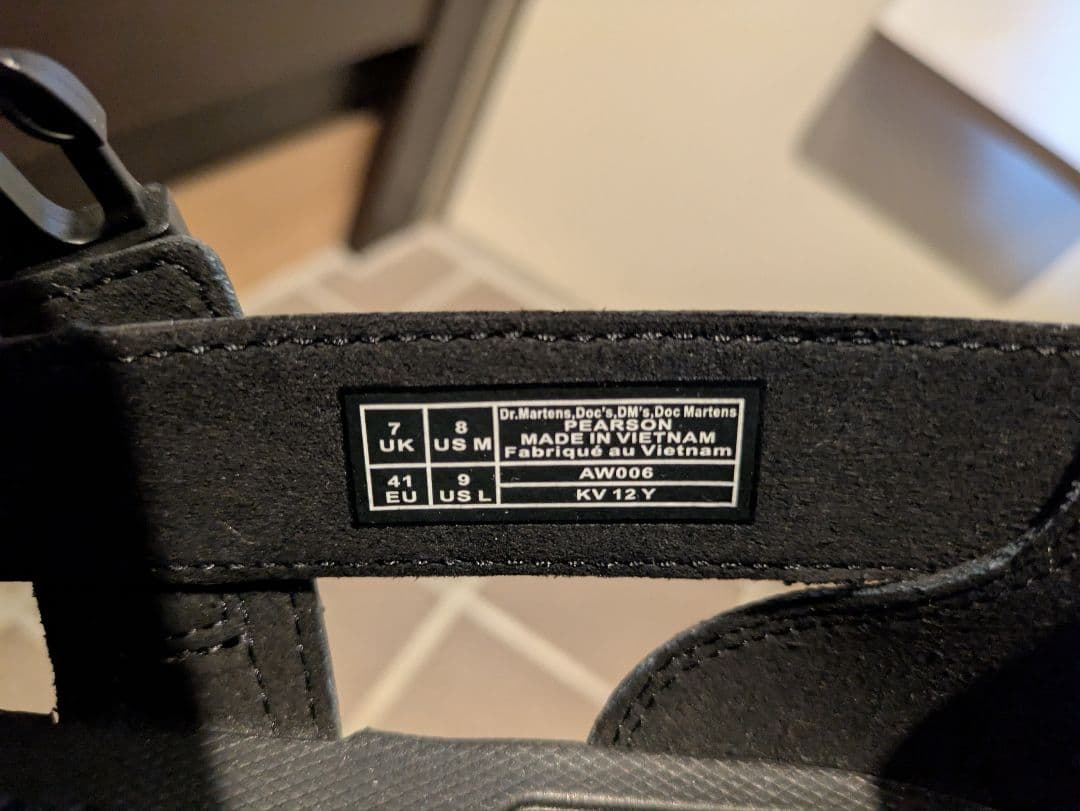 7
UK
8
US M
41
EU
9
US L
Dr.Martens,Doc's,DM's,Doc Martens
PEARSON
MADE IN VIETNAM
Fabriqué au Vietnam
AW006
KV 12 Y